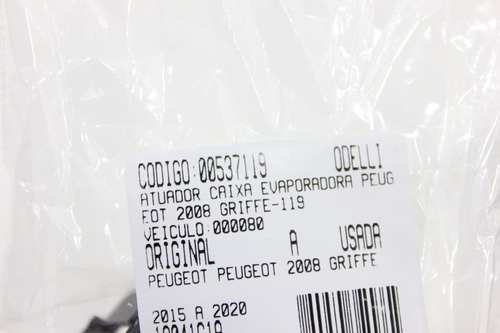 CODIGO:00537119 ODELLI
ATUADOR CAIXA EVAPORADORA PEUG
EOT 2008 GRIFFE-119
VEICULO:000080
ORIGINAL A USADA
PEUGEOT PEUGEOT 2008 GRIFFE
2015 A 2020